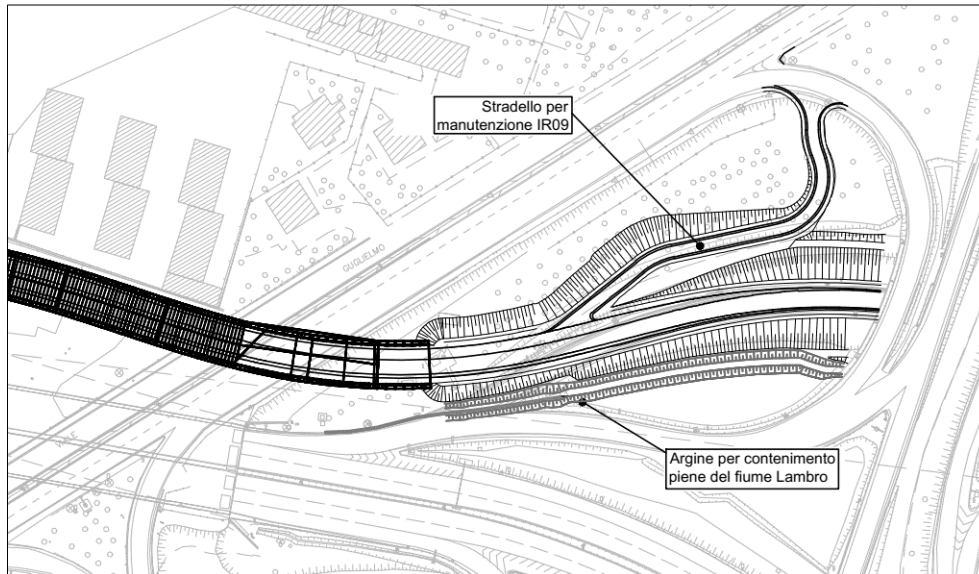 Stradello per
manutenzione IR09
GUGLIELMO
Argine per contenimento
piene del fiume Lambro